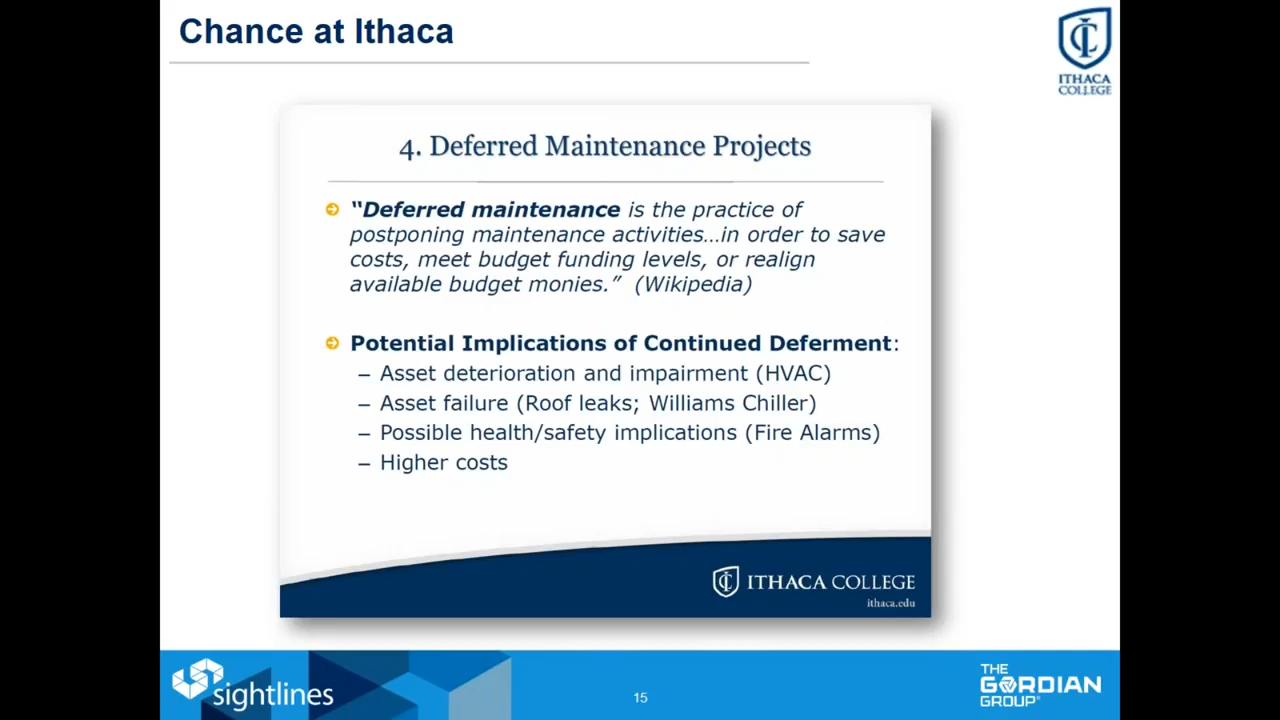 Chance at Ithaca
ITHACA
COLLEGE
4. Deferred Maintenance Projects
“Deferred maintenance is the practice of
postponing maintenance activities…in order to save
costs, meet budget funding levels, or realign
available budget monies.” (Wikipedia)
Potential Implications of Continued Deferment:
– Asset deterioration and impairment (HVAC)
– Asset failure (Roof leaks; Williams Chiller)
– Possible health/safety implications (Fire Alarms)
– Higher costs
ITHACA COLLEGE
ithaca.edu
sightlines
15
THE
GORDIAN
GROUP®